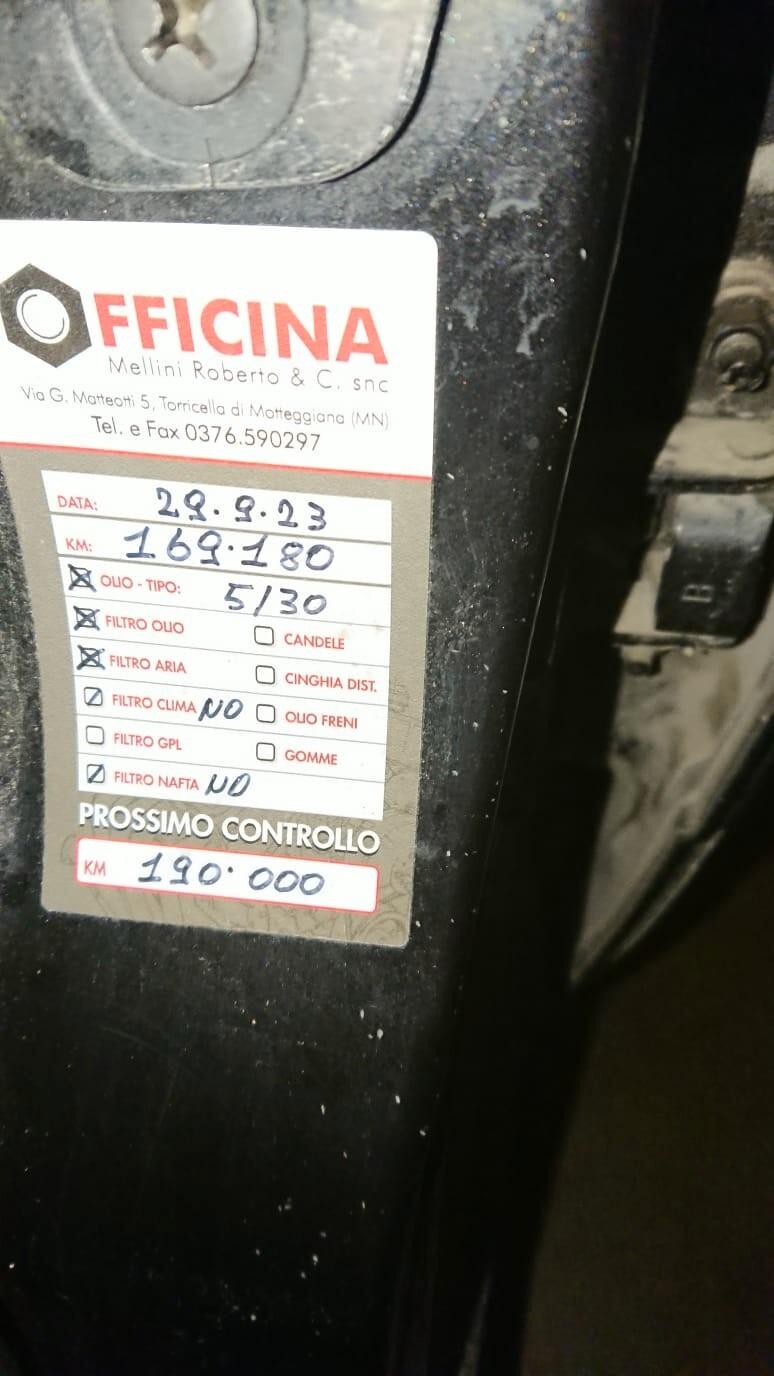 OFFICINA
Mellini Roberto & C. snc
Via G. Matteotti 5, Torricella di Motteggiana (MN)
Tel. e Fax 0376.590297
DATA: 29.9.23
KM: 169.180
OLIO - TIPO: 5/30
FILTRO OLIO CANDELE
FILTRO ARIA CINGHIA DIST.
FILTRO CLIMA NO OLIO FRENI
FILTRO GPL GOMME
FILTRO NAFTA NO
PROSSIMO CONTROLLO
KM 190.000
B